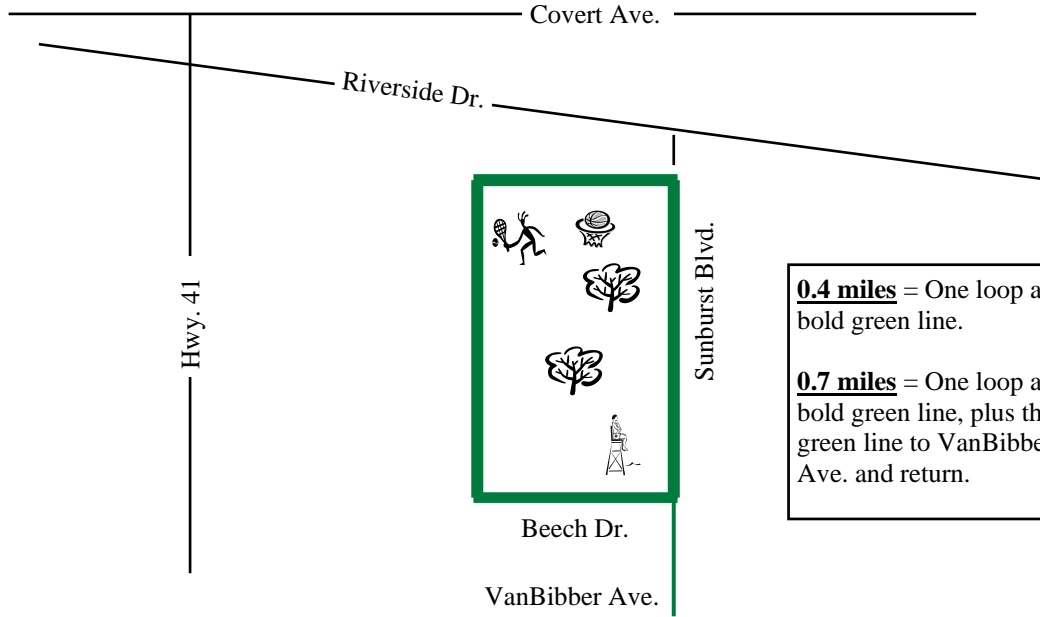 Covert Ave.
Riverside Dr.
Hwy. 41
Sunburst Blvd.
0.4 miles = One loop a
bold green line.
0.7 miles = One loop a
bold green line, plus th
green line to VanBibbe
Ave. and return.
Beech Dr.
VanBibber Ave.